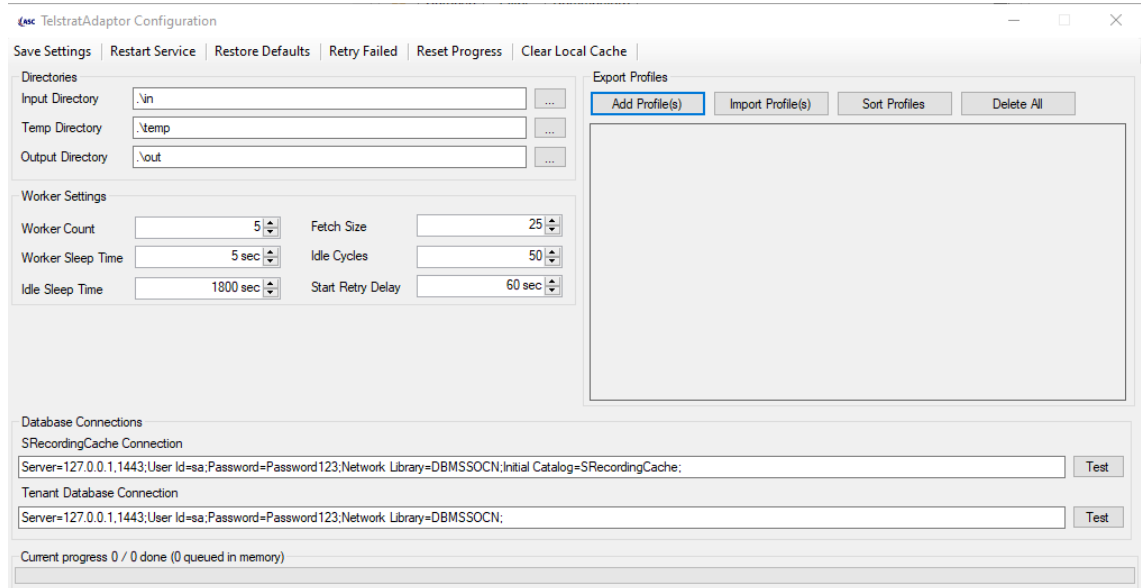 ASC TelstratAdaptor Configuration
Save Settings Restart Service Restore Defaults Retry Failed Reset Progress Clear Local Cache
Directories
Input Directory .\in ...
Temp Directory .\temp ...
Output Directory .\out ...
Worker Settings
Worker Count 5 Fetch Size 25
Worker Sleep Time 5 sec Idle Cycles 50
Idle Sleep Time 1800 sec Start Retry Delay 60 sec
Export Profiles
Add Profile(s) Import Profile(s) Sort Profiles Delete All
Database Connections
SRecordingCache Connection
Server=127.0.0.1,1443;User Id=sa;Password=Password123;Network Library=DBMSSOCN;Initial Catalog=SRecordingCache; Test
Tenant Database Connection
Server=127.0.0.1,1443;User Id=sa;Password=Password123;Network Library=DBMSSOCN; Test
Current progress 0 / 0 done (0 queued in memory)